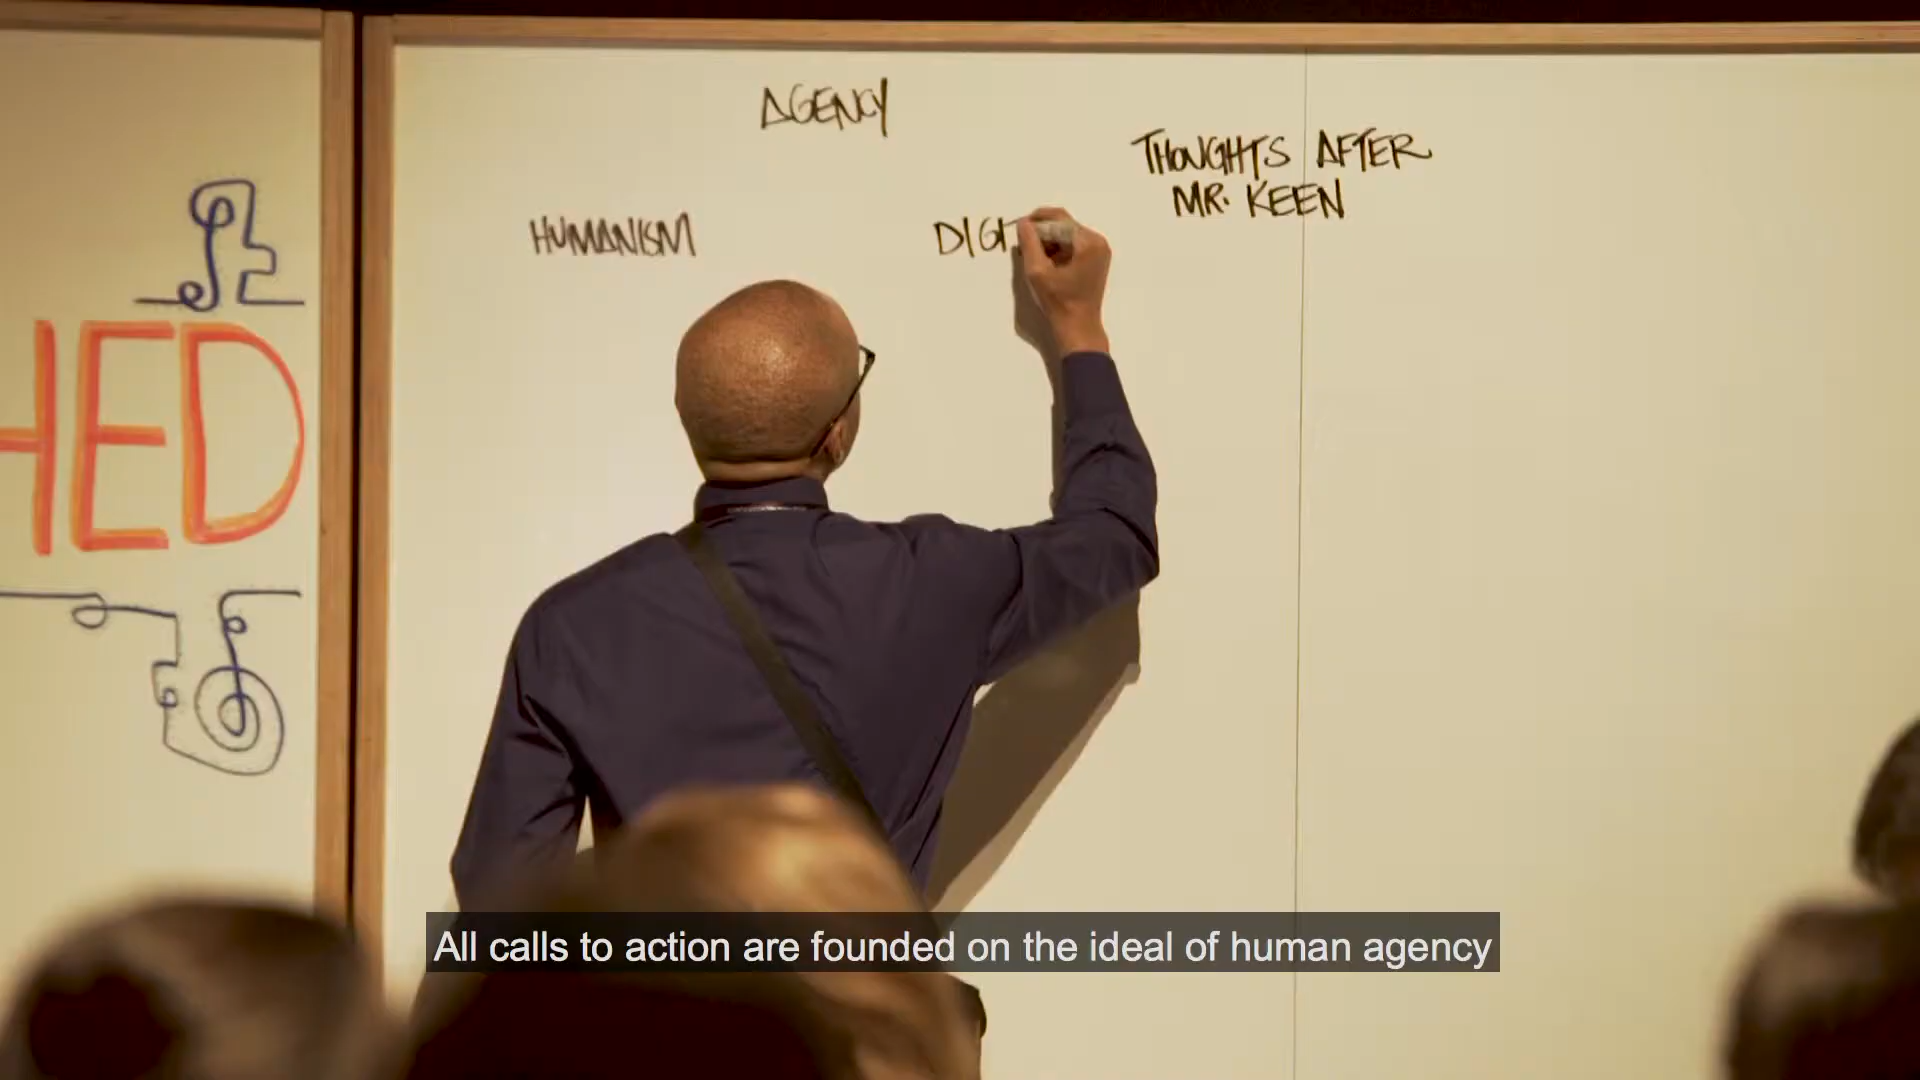 AGENCY
THOUGHTS AFTER
MR. KEEN
HUMANISM
DIGI
HED
All calls to action are founded on the ideal of human agency